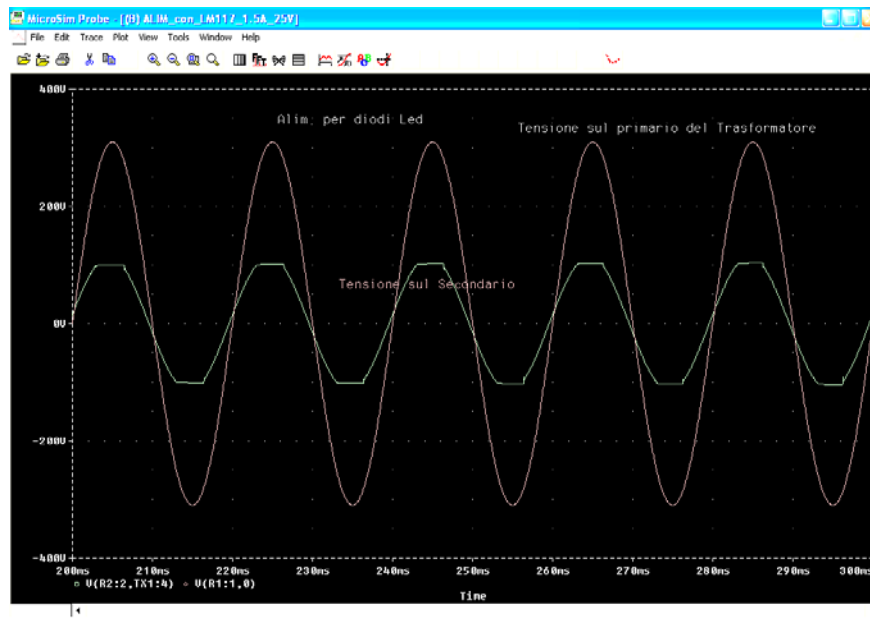 MicroSim Probe - [(B) ALIM_con_LM117_1.5A_25V]
File Edit Trace Plot View Tools Window Help
400V
Alim; per diodi Led
Tensione sul primario del Trasformatore
200V
Tensione sul Secondario
0V
-200V
-400V
200ms 210ms 220ms 230ms 240ms 250ms 260ms 270ms 280ms 290ms 300ms
V(R2:2,TX1:4) V(R1:1,0)
Time